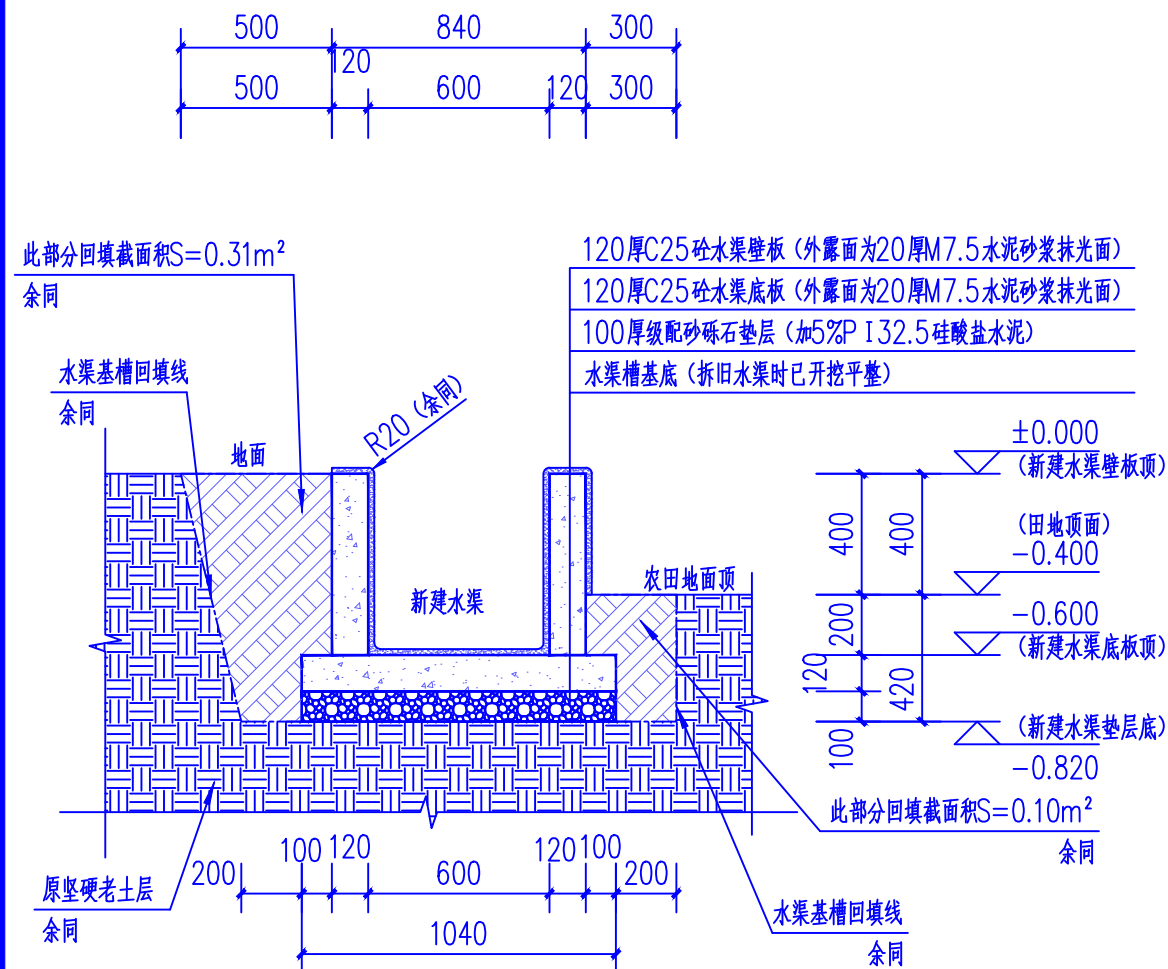 500
840
300
120
500
600
120
300
此部分回填截面积S=0.31m²
余同
120厚C25砼水渠壁板（外露面为20厚M7.5水泥砂浆抹光面）
120厚C25砼水渠底板（外露面为20厚M7.5水泥砂浆抹光面）
100厚级配砂砾石垫层（加5%P I 32.5硅酸盐水泥）
水渠槽基底（拆旧水渠时已开挖平整）
水渠基槽回填线
余同
R20（余同）
地面
±0.000
（新建水渠壁板顶）
400
400
（田地顶面）
-0.400
农田地面顶
新建水渠
-0.600
（新建水渠底板顶）
200
120
420
100
（新建水渠垫层底）
-0.820
此部分回填截面积S=0.10m²
余同
原坚硬老土层
余同
200
100
120
600
120
100
200
1040
水渠基槽回填线
余同